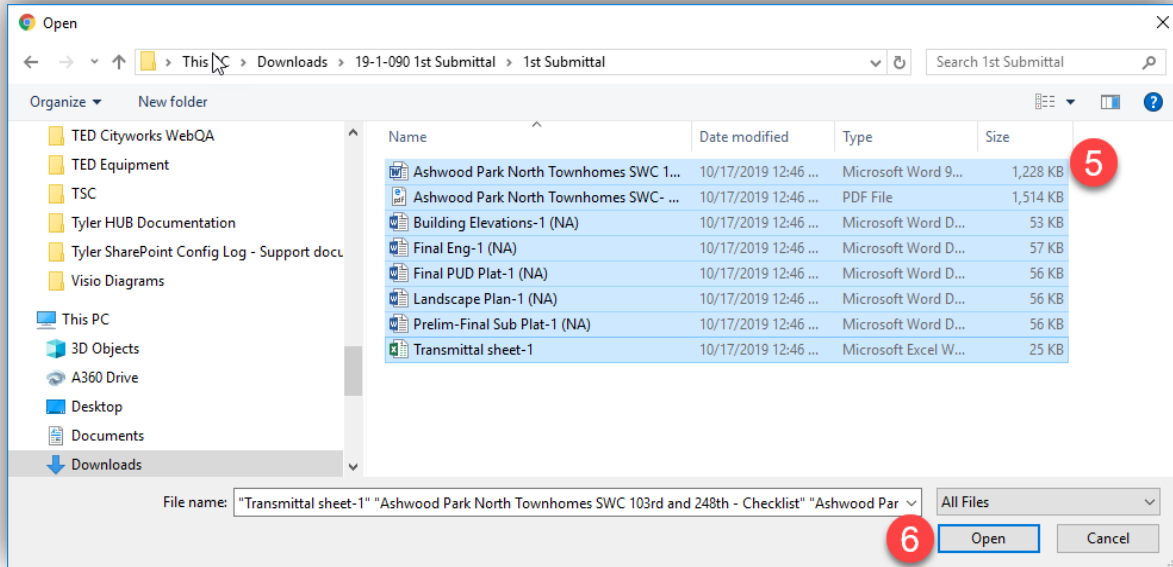 Open
This PC > Downloads > 19-1-090 1st Submittal > 1st Submittal
Search 1st Submittal
Organize
New folder
Name
Date modified
Type
Size
TED Cityworks WebQA
TED Equipment
TSC
Tyler HUB Documentation
Tyler SharePoint Config Log - Support docu
Visio Diagrams
This PC
3D Objects
A360 Drive
Desktop
Documents
Downloads
Ashwood Park North Townhomes SWC 1... 10/17/2019 12:46 ... Microsoft Word 9... 1,228 KB
Ashwood Park North Townhomes SWC- ... 10/17/2019 12:46 ... PDF File 1,514 KB
Building Elevations-1 (NA) 10/17/2019 12:46 ... Microsoft Word D... 53 KB
Final Eng-1 (NA) 10/17/2019 12:46 ... Microsoft Word D... 57 KB
Final PUD Plat-1 (NA) 10/17/2019 12:46 ... Microsoft Word D... 56 KB
Landscape Plan-1 (NA) 10/17/2019 12:46 ... Microsoft Word D... 56 KB
Prelim-Final Sub Plat-1 (NA) 10/17/2019 12:46 ... Microsoft Word D... 56 KB
Transmittal sheet-1 10/17/2019 12:46 ... Microsoft Excel W... 25 KB
5
File name: "Transmittal sheet-1" "Ashwood Park North Townhomes SWC 103rd and 248th - Checklist" "Ashwood Par
All Files
6
Open
Cancel